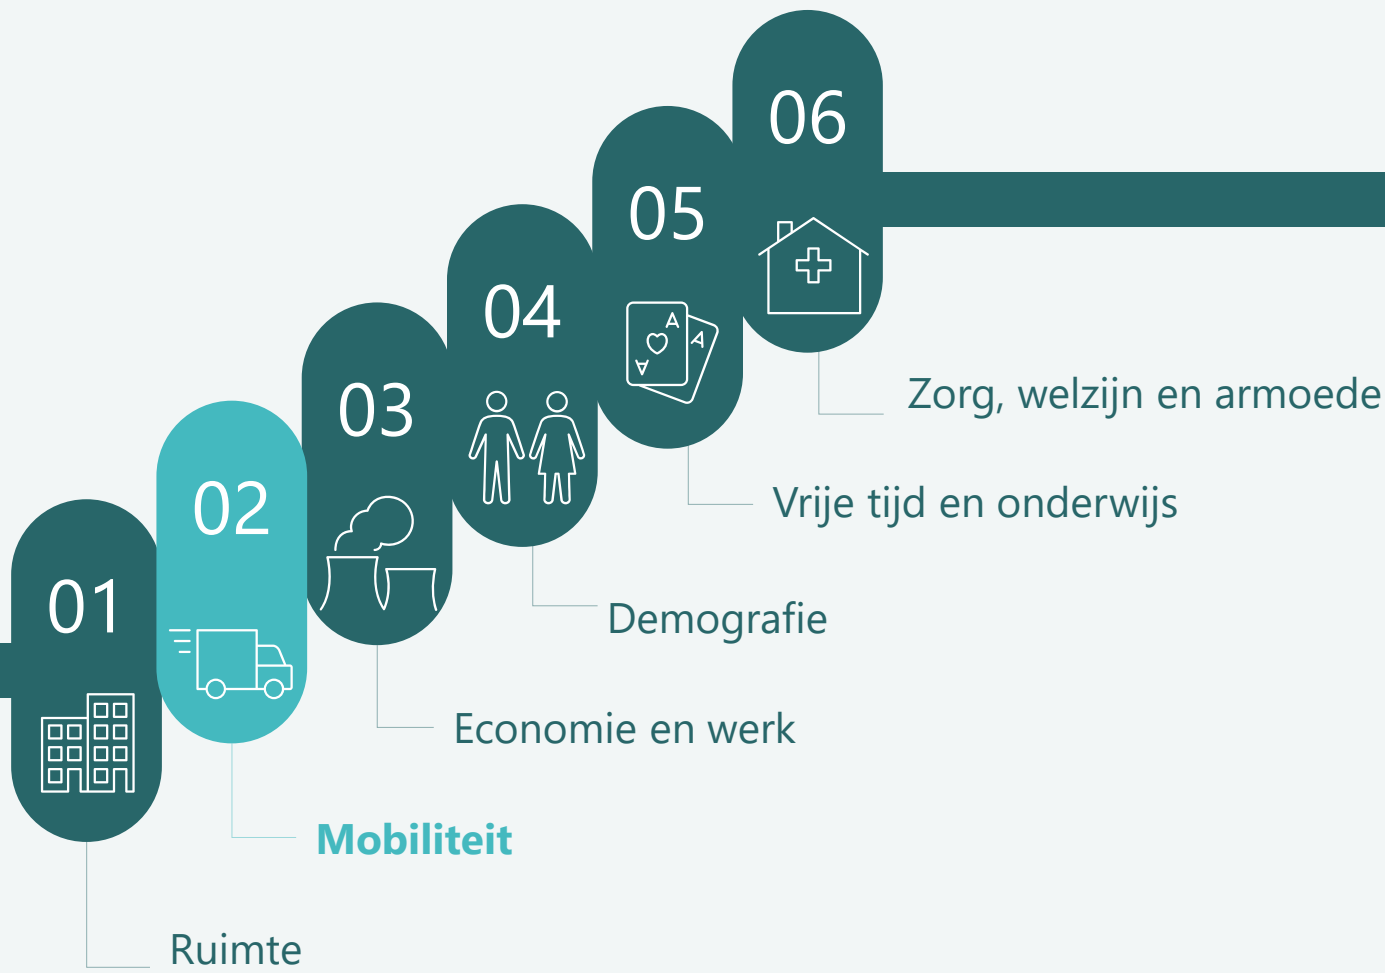 06
05
04
03
02
01
Zorg, welzijn en armoede
Vrije tijd en onderwijs
Demografie
Economie en werk
Mobiliteit
Ruimte
A
A
A
A